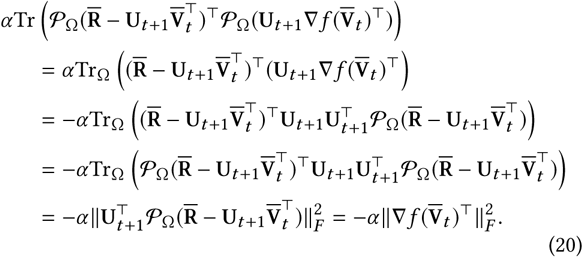 αTr (𝒫_Ω(R̄ − U_{t+1}V̄_t^⊤)^⊤ 𝒫_Ω(U_{t+1}∇f(V̄_t)^⊤))
= αTr_Ω ((R̄ − U_{t+1}V̄_t^⊤)^⊤(U_{t+1}∇f(V̄_t)^⊤)
= −αTr_Ω ((R̄ − U_{t+1}V̄_t^⊤)^⊤U_{t+1}U_{t+1}^⊤𝒫_Ω(R̄ − U_{t+1}V̄_t^⊤))
= −αTr_Ω (𝒫_Ω(R̄ − U_{t+1}V̄_t^⊤)^⊤U_{t+1}U_{t+1}^⊤𝒫_Ω(R̄ − U_{t+1}V̄_t^⊤))
= −α‖U_{t+1}^⊤𝒫_Ω(R̄ − U_{t+1}V̄_t^⊤)‖_F^2 = −α‖∇f(V̄_t)^⊤‖_F^2.
(20)